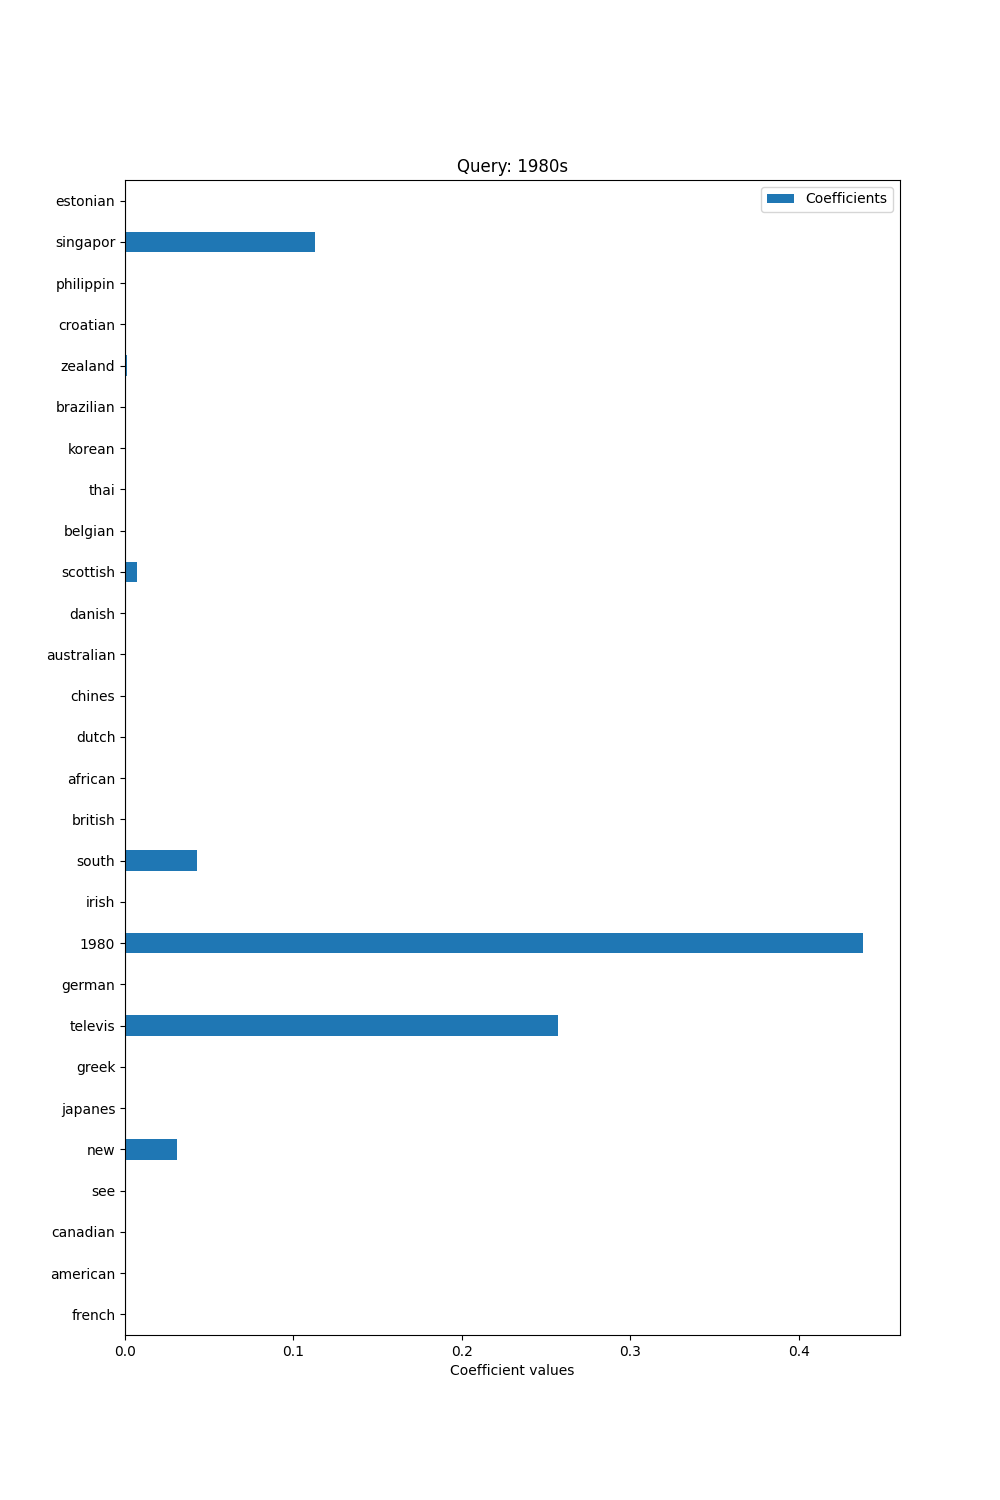 Query: 1980s
Coefficients
estonian
singapor
philippin
croatian
zealand
brazilian
korean
thai
belgian
scottish
danish
australian
chines
dutch
african
british
south
irish
1980
german
televis
greek
japanes
new
see
canadian
american
french
0.0 0.1 0.2 0.3 0.4
Coefficient values